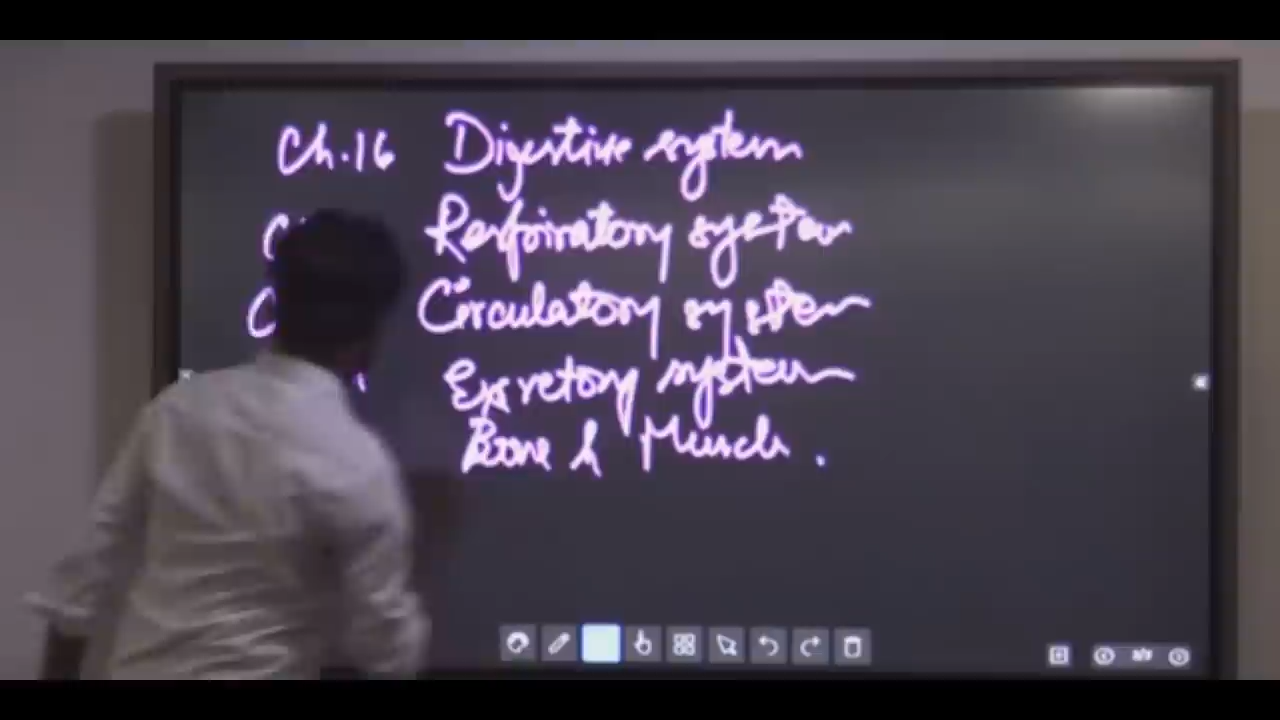 Ch.16 Digestive system
Respiratory system
Circulatory system
Excretory system
Bone & Muscle.